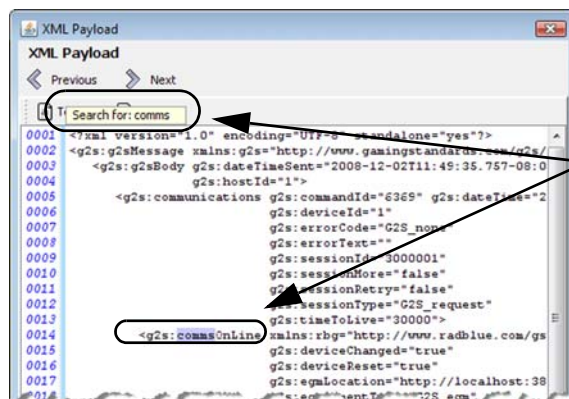 XML Payload
XML Payload
Previous Next
Search for: comms
0001 <?xml version="1.0" encoding="UTF-8" standalone="yes"?>
0002 <g2s:g2sMessage xmlns:g2s="http://www.gamingstandards.com/g2s/
0003 <g2s:g2sBody g2s:dateTimeSent="2008-12-02T11:49:35.757-08:0
0004 g2s:hostId="1">
0005 <g2s:communications g2s:commandId="6369" g2s:dateTime="2
0006 g2s:deviceId="1"
0007 g2s:errorCode="G2S_none"
0008 g2s:errorText=""
0009 g2s:sessionId="3000001"
0010 g2s:sessionMore="false"
0011 g2s:sessionRetry="false"
0012 g2s:sessionType="G2S_request"
0013 g2s:timeToLive="30000">
0014 <g2s:commsOnLine xmlns:rbg="http://www.radblue.com/gs
0015 g2s:deviceChanged="true"
0016 g2s:deviceReset="true"
0017 g2s:egmLocation="http://localhost:38